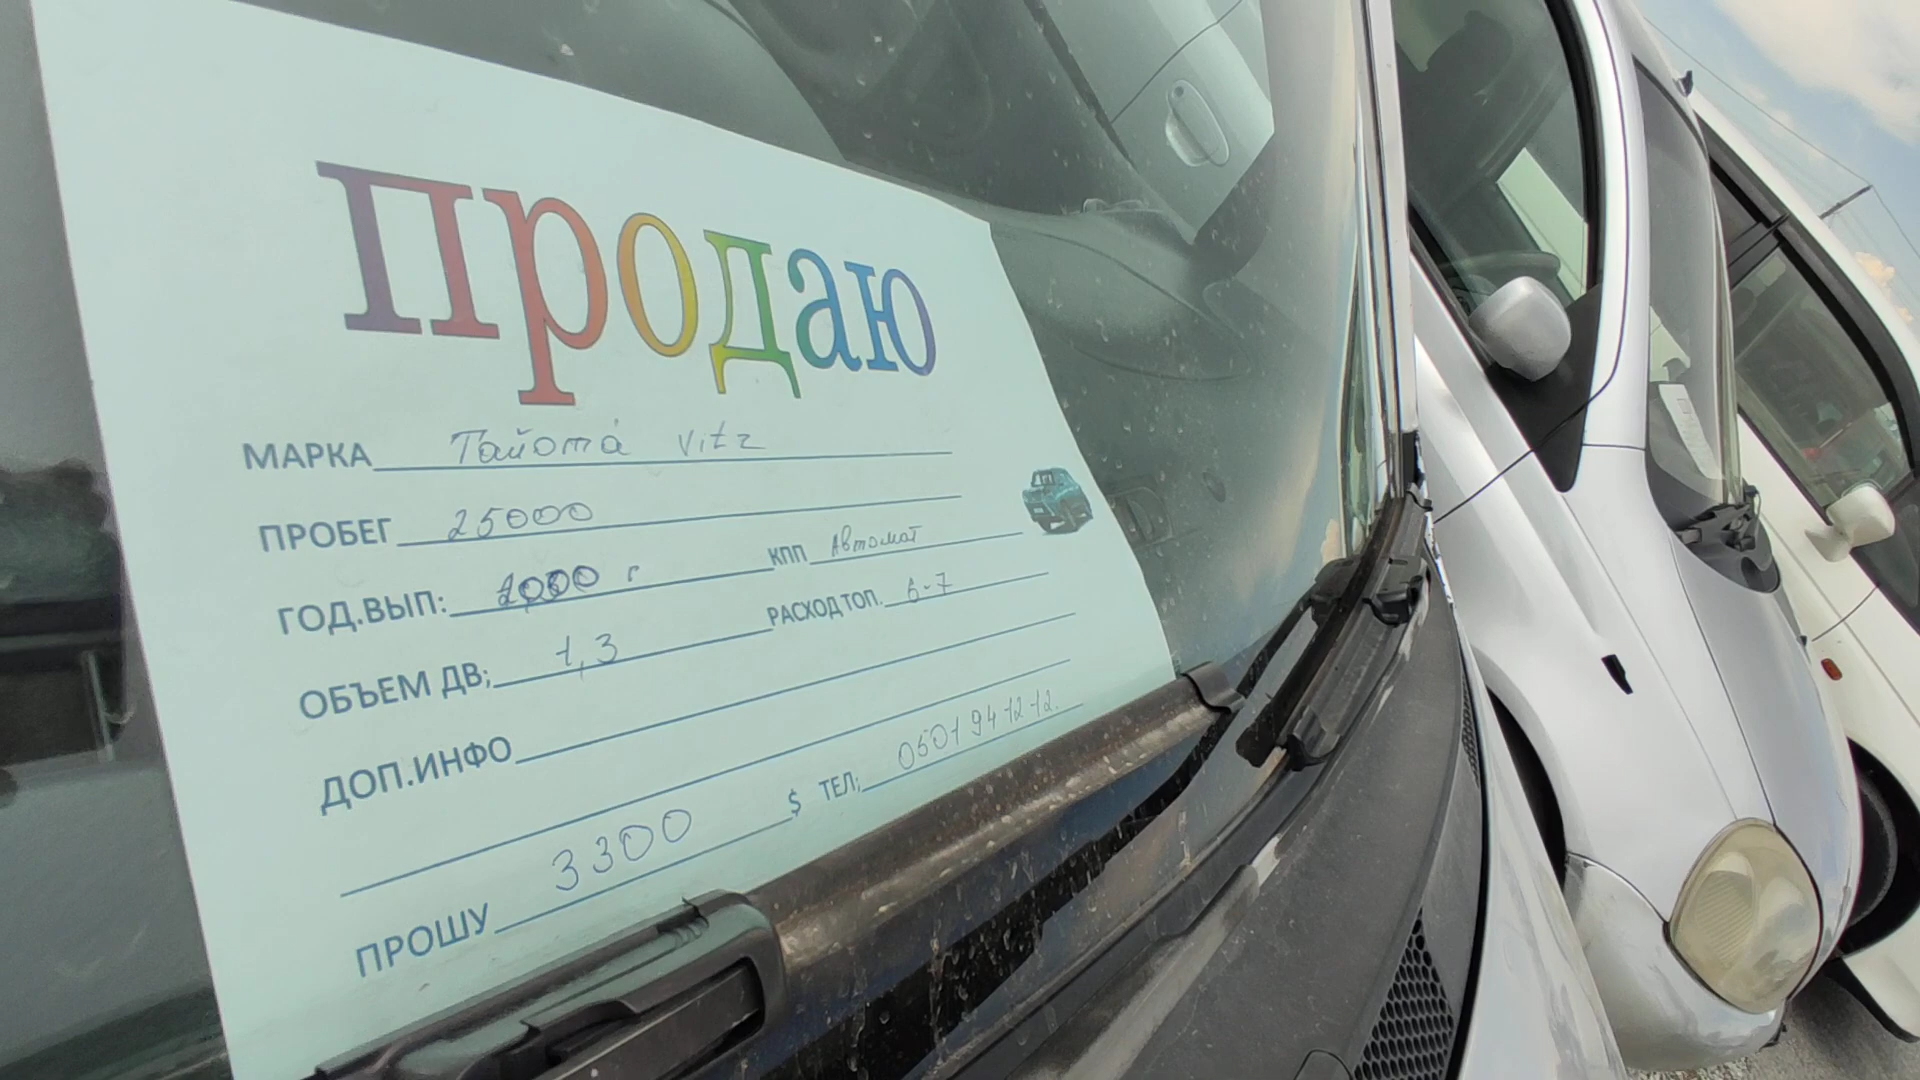 продаю
МАРКА Тайота Vitz
ПРОБЕГ 25000
ГОД.ВЫП: 2000 г КПП Автомат
ОБЪЕМ ДВ; 1,3 РАСХОД ТОП. 6-7
ДОП.ИНФО
ПРОШУ 3300 $ ТЕЛ; 0501 94 12 12.